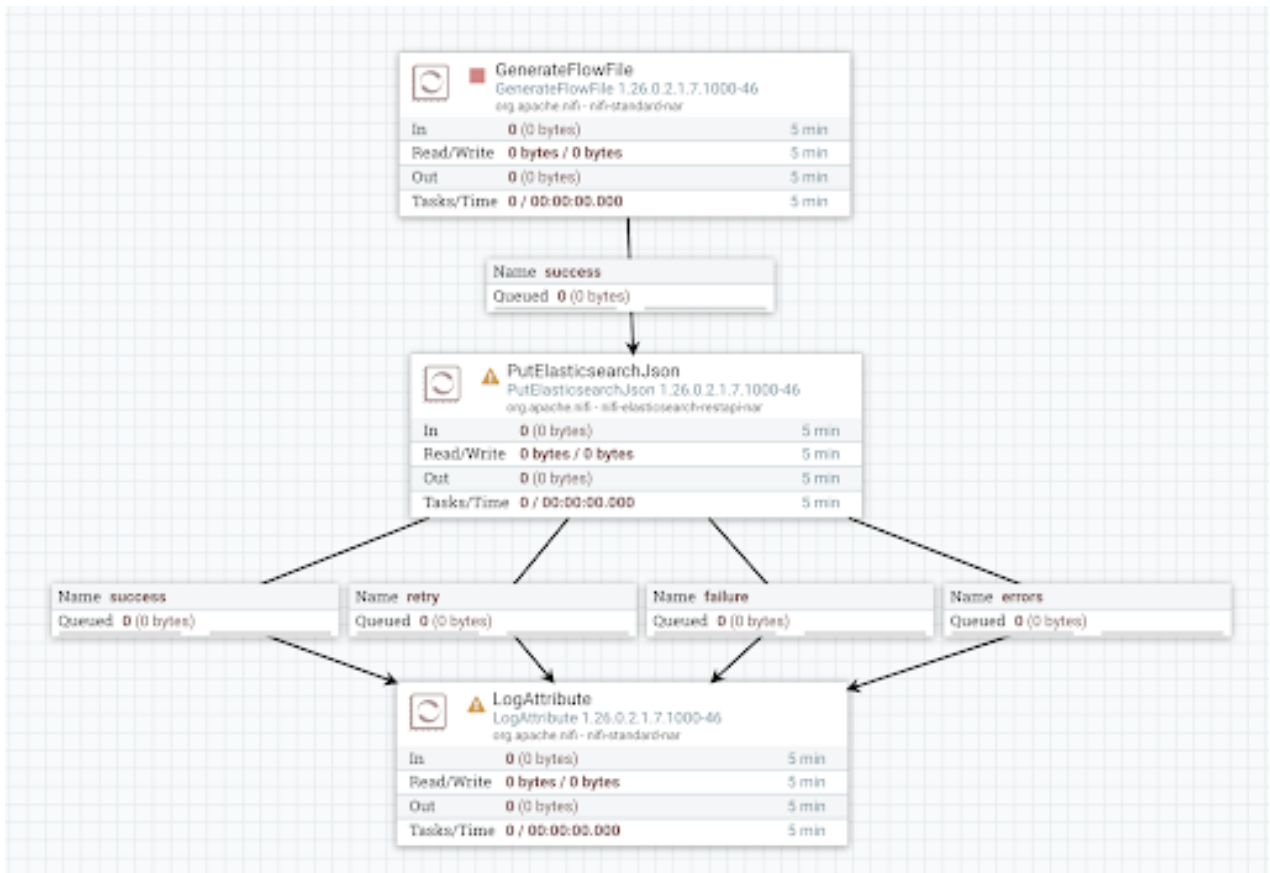 GenerateFlowFile
GenerateFlowFile 1.26.0.2.1.7.1000-46
org.apache.nifi - nifi-standard-nar
In 0 (0 bytes) 5 min
Read/Write 0 bytes / 0 bytes 5 min
Out 0 (0 bytes) 5 min
Tasks/Time 0 / 00:00:00.000 5 min
Name success
Queued 0 (0 bytes)
PutElasticsearchJson
PutElasticsearchJson 1.26.0.2.1.7.1000-46
org.apache.nifi - nifi-elasticsearch-restapi-nar
In 0 (0 bytes) 5 min
Read/Write 0 bytes / 0 bytes 5 min
Out 0 (0 bytes) 5 min
Tasks/Time 0 / 00:00:00.000 5 min
Name success
Queued 0 (0 bytes)
Name retry
Queued 0 (0 bytes)
Name failure
Queued 0 (0 bytes)
Name errors
Queued 0 (0 bytes)
LogAttribute
LogAttribute 1.26.0.2.1.7.1000-46
org.apache.nifi - nifi-standard-nar
In 0 (0 bytes) 5 min
Read/Write 0 bytes / 0 bytes 5 min
Out 0 (0 bytes) 5 min
Tasks/Time 0 / 00:00:00.000 5 min